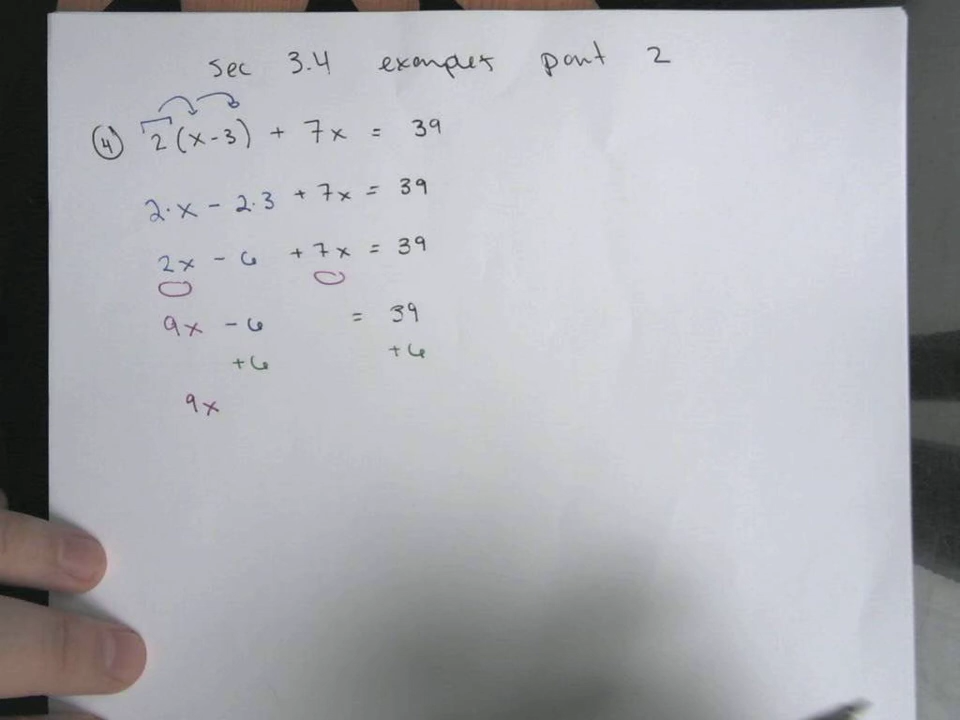 Sec 3.4 examples part 2
④ 2(x-3) + 7x = 39
2·x - 2·3 + 7x = 39
2x - 6 + 7x = 39
9x - 6 = 39
+6 +6
9x